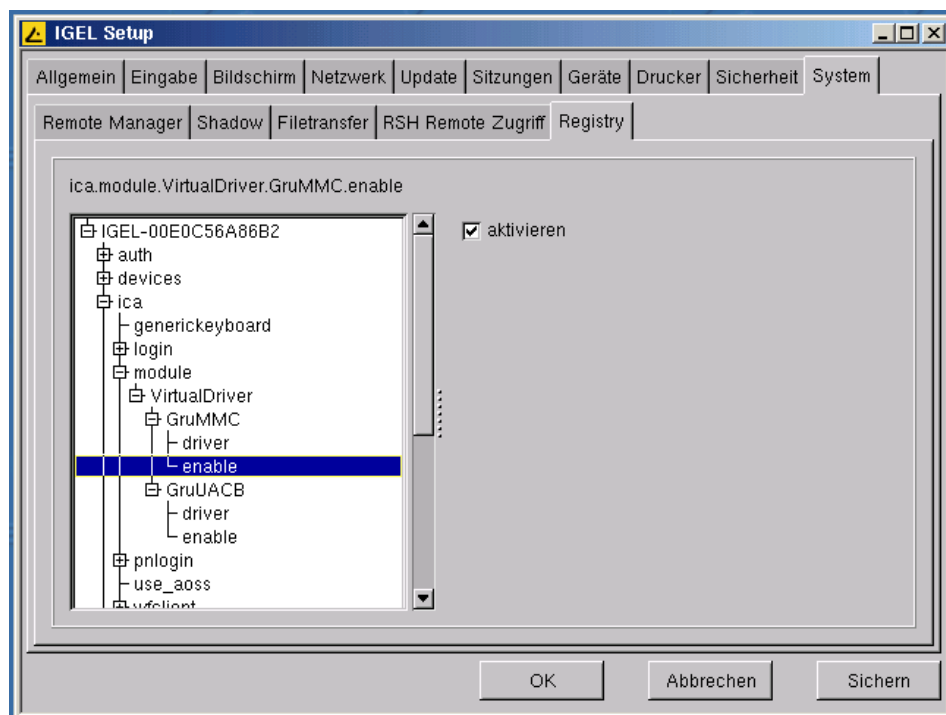 IGEL Setup
Allgemein Eingabe Bildschirm Netzwerk Update Sitzungen Geräte Drucker Sicherheit System
Remote Manager Shadow Filetransfer RSH Remote Zugriff Registry
ica.module.VirtualDriver.GruMMC.enable
IGEL-00E0C56A86B2
aktivieren
auth
devices
ica
generickeyboard
login
module
VirtualDriver
GruMMC
driver
enable
GruUACB
driver
enable
pnlogin
use_aoss
wfclient
OK Abbrechen Sichern